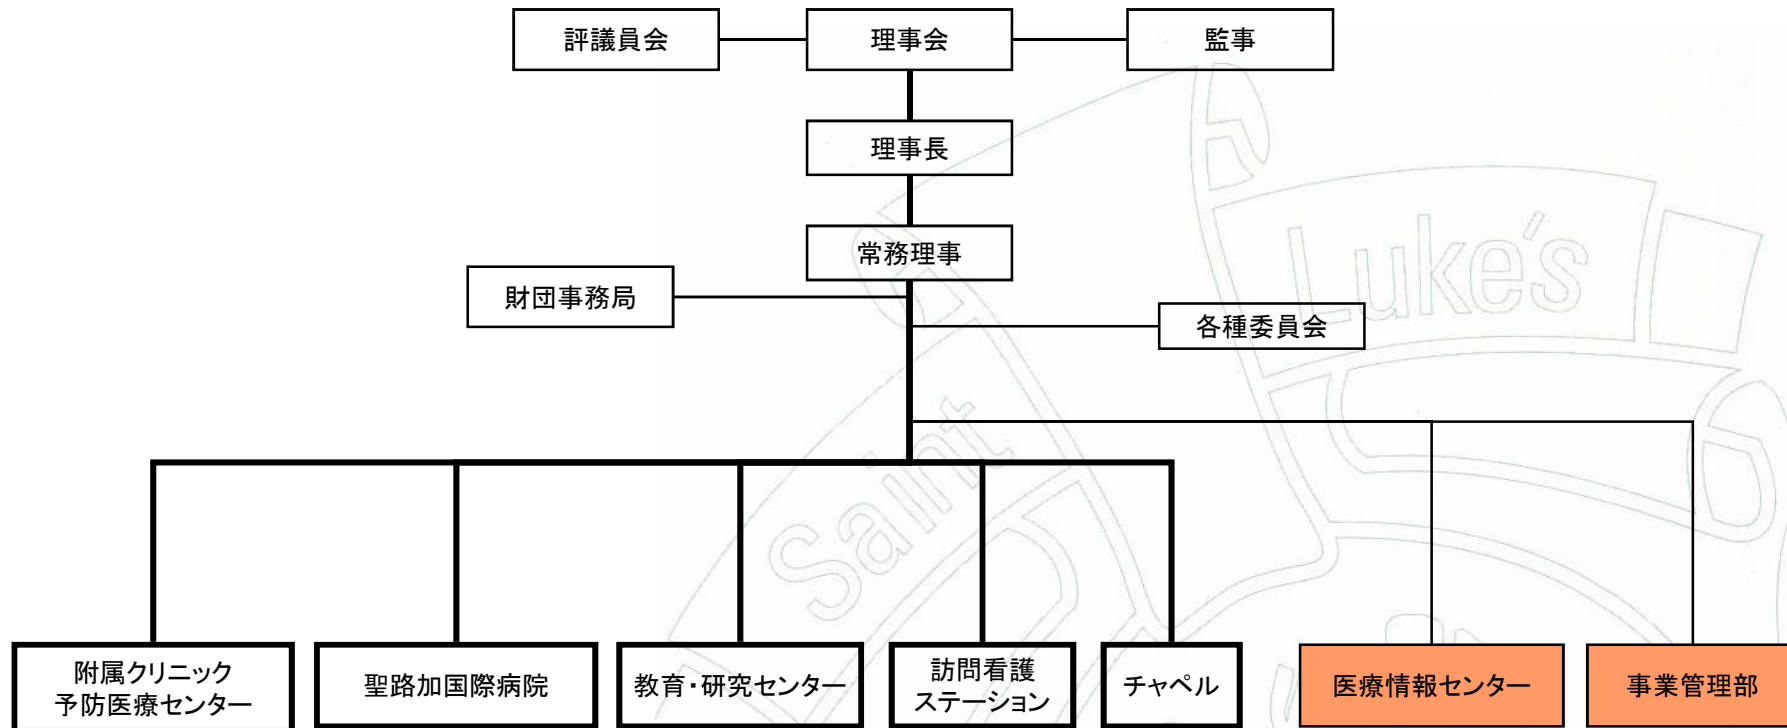 評議員会
理事会
監事
理事長
常務理事
財団事務局
各種委員会
Luke's
Saint
附属クリニック
予防医療センター
聖路加国際病院
教育・研究センター
訪問看護
ステーション
チャペル
医療情報センター
事業管理部